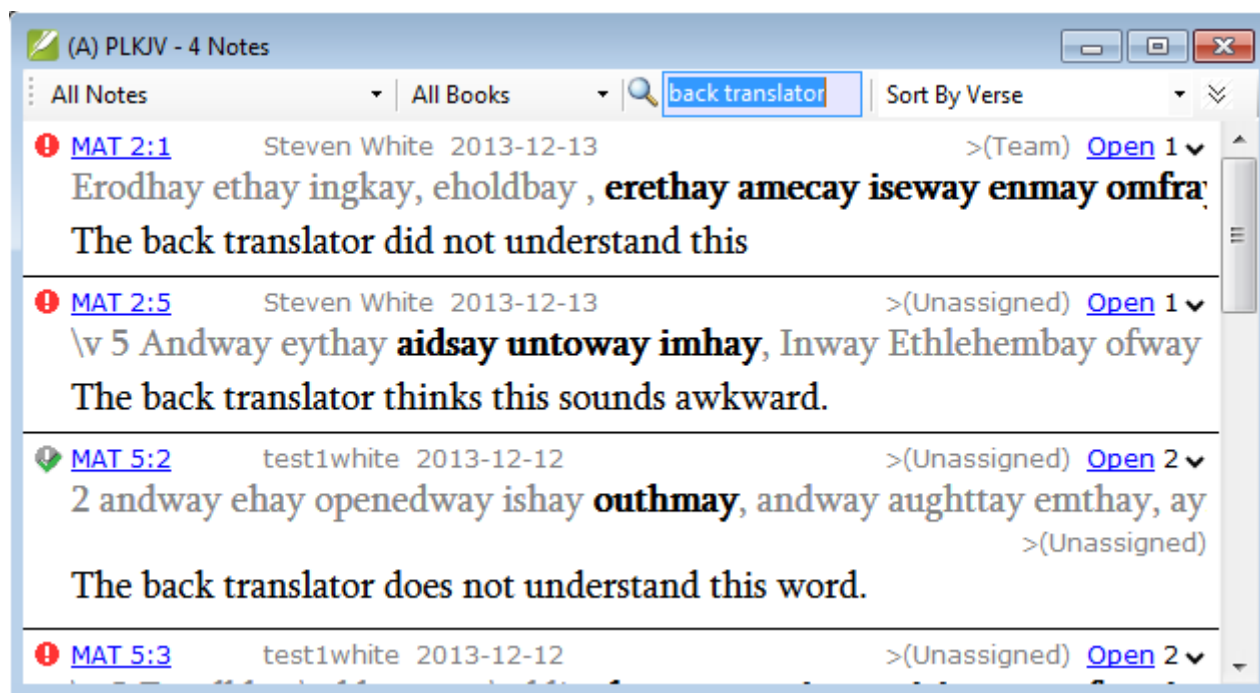 (A) PLKJV - 4 Notes
All Notes All Books back translator Sort By Verse
MAT 2:1 Steven White 2013-12-13 >(Team) Open 1
Erodhay ethay ingkay, eholdbay , erethay amecay iseway enmay omfray
The back translator did not understand this
MAT 2:5 Steven White 2013-12-13 >(Unassigned) Open 1
\v 5 Andway eythay aidsay untoway imhay, Inway Ethlehembay ofway
The back translator thinks this sounds awkward.
MAT 5:2 test1white 2013-12-12 >(Unassigned) Open 2
2 andway ehay openedway ishay outhmay, andway aughttay emthay, ay
>(Unassigned)
The back translator does not understand this word.
MAT 5:3 test1white 2013-12-12 >(Unassigned) Open 2